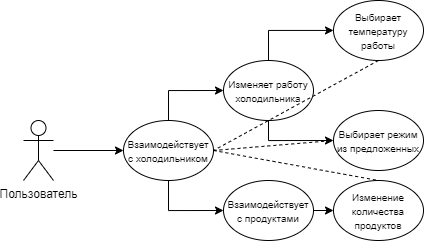 Выбирает
температуру
работы
Изменяет работу
холодильника
Взаимодействует
с холодильником
Выбирает режим
из предложенных
Пользователь
Взаимодействует
с продуктами
Изменение
количества
продуктов